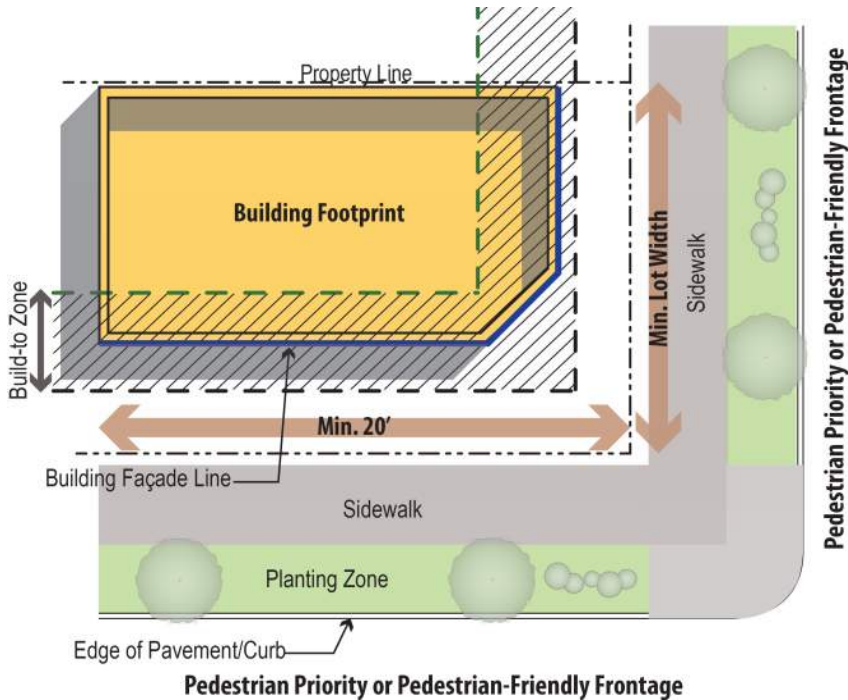 Property Line
Building Footprint
Build-to Zone
Min. Lot Width
Sidewalk
Pedestrian Priority or Pedestrian-Friendly Frontage
Min. 20′
Building Façade Line
Sidewalk
Planting Zone
Edge of Pavement/Curb
Pedestrian Priority or Pedestrian-Friendly Frontage